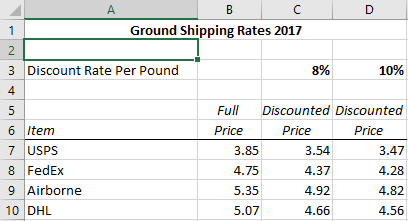 A B C D
1 Ground Shipping Rates 2017
2
3 Discount Rate Per Pound 8% 10%
4
5 Full Discounted Discounted
6 Item Price Price Price
7 USPS 3.85 3.54 3.47
8 FedEx 4.75 4.37 4.28
9 Airborne 5.35 4.92 4.82
10 DHL 5.07 4.66 4.56